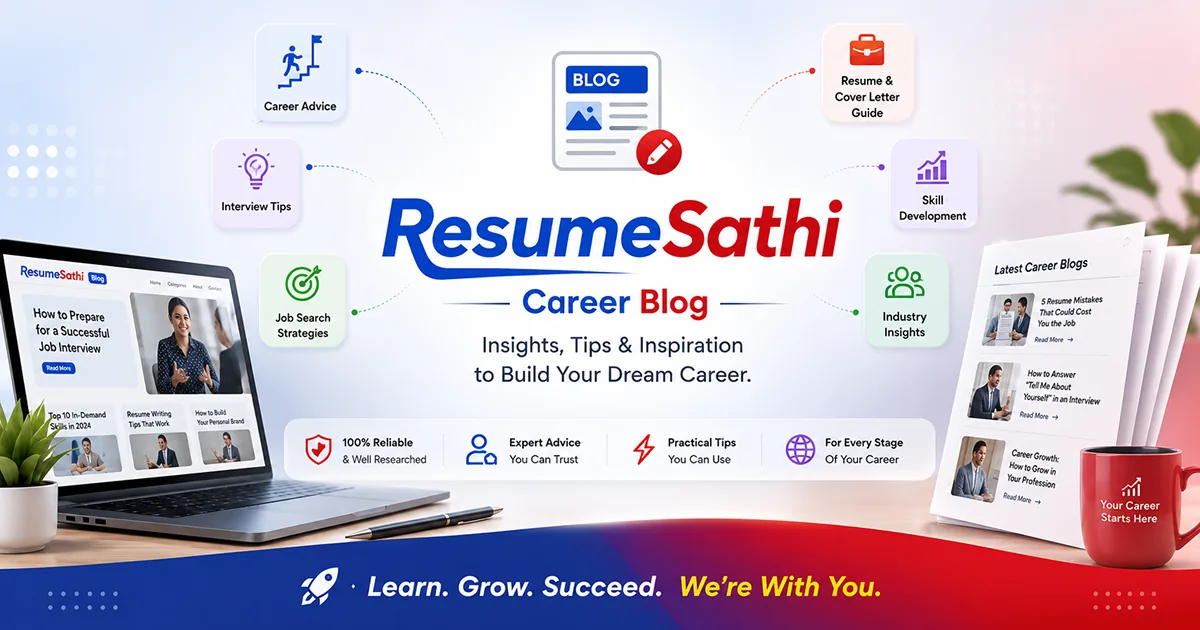 Career Advice
Interview Tips
Job Search
Strategies
BLOG
Resume &
Cover Letter
Guide
Skill
Development
Industry
Insights
ResumeSathi
Career Blog
Insights, Tips & Inspiration
to Build Your Dream Career.
100% Reliable
& Well Researched
Expert Advice
You Can Trust
Practical Tips
You Can Use
For Every Stage
Of Your Career
ResumeSathi Blog
Home Categories About Contact
How to Prepare
for a Successful
Job Interview
Read More
Top 10 In-Demand
Skills in 2024
Resume Writing
Tips That Work
How to Build
Your Personal Brand
Latest Career Blogs
5 Resume Mistakes
That Could Cost
You the Job
Read More →
How to Answer
"Tell Me About
Yourself" in an Interview
Read More →
Career Growth:
How to Grow in
Your Profession
Read More →
Your Career
Starts Here
Learn. Grow. Succeed. We're With You.